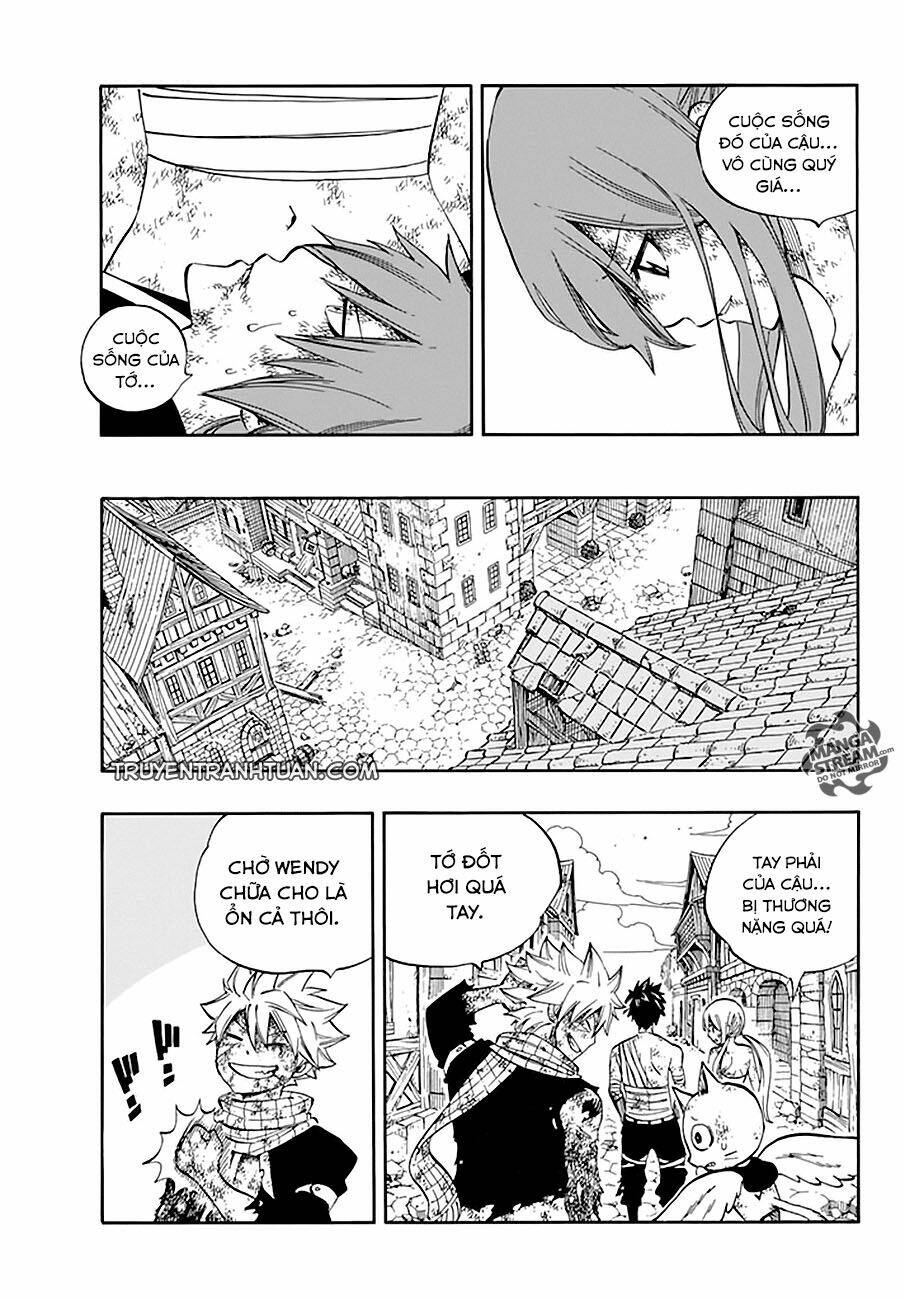 CUỘC SỐNG
ĐÓ CỦA CẬU...
VÔ CÙNG QUÝ
GIÁ...
CUỘC
SỐNG CỦA
TỚ...
MANGA
STREAM.COM
DO NOT MIRROR
TRUYENTRANHTUAN.COM
TAY PHẢI
CỦA CẬU...
BỊ THƯƠNG
NẶNG QUÁ!
TỚ ĐỐT
HƠI QUÁ
TAY.
CHỜ WENDY
CHỮA CHO LÀ
ỔN CẢ THÔI.